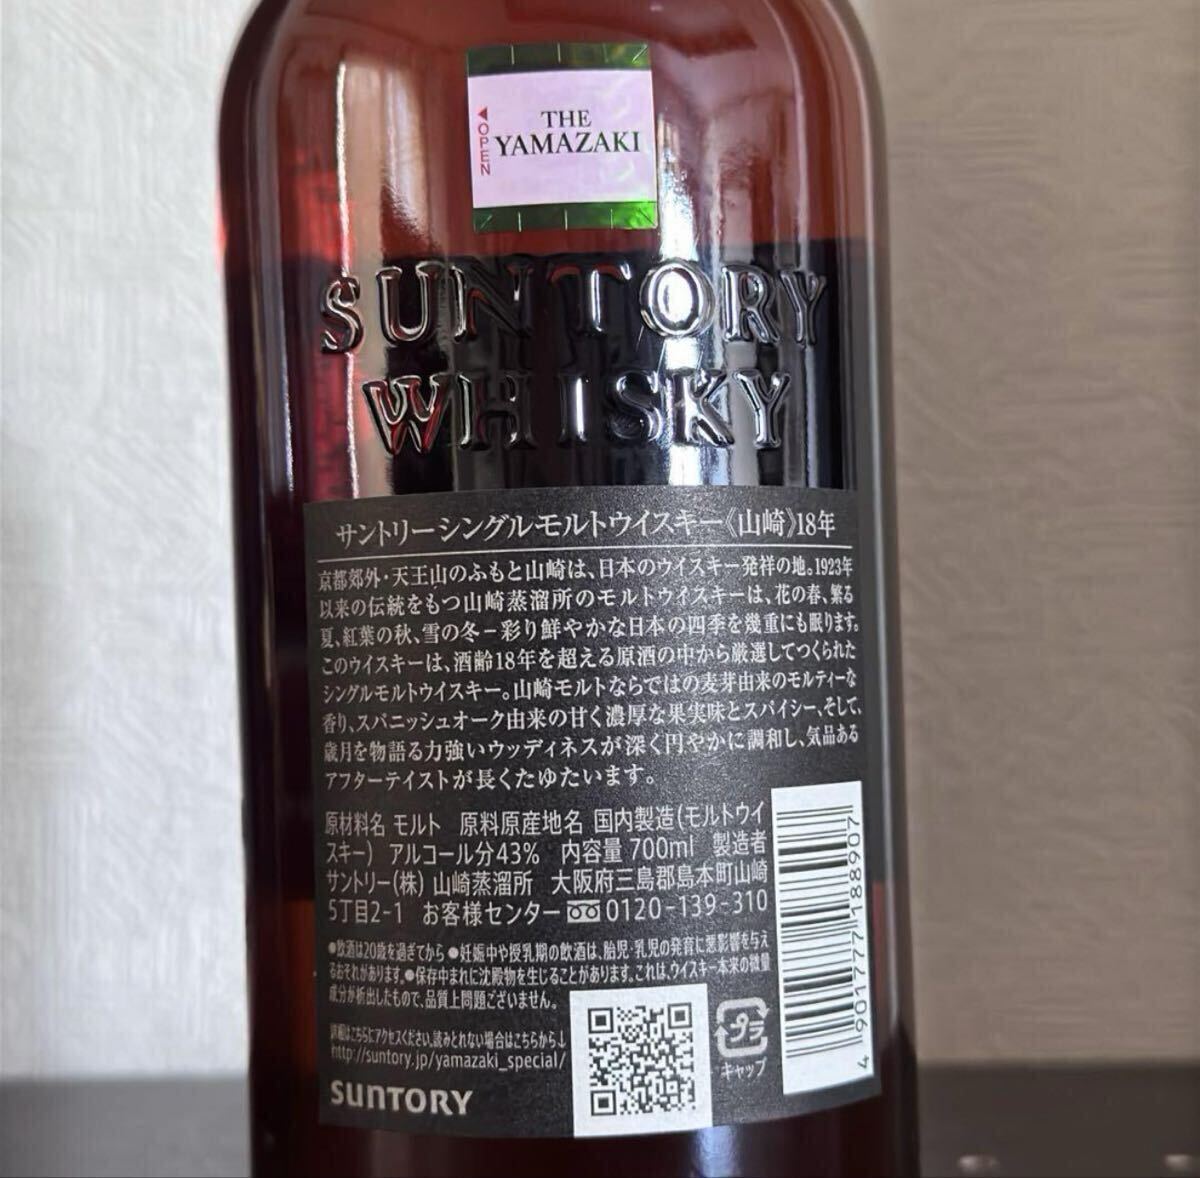 THE
YAMAZAKI
◀OPEN
SUNTORY
WHISKY
サントリーシングルモルトウイスキー《山崎》18年
京都郊外・天王山のふもと山崎は、日本のウイスキー発祥の地。1923年
以来の伝統をもつ山崎蒸溜所のモルトウイスキーは、花の春、繁る
夏、紅葉の秋、雪の冬－彩り鮮やかな日本の四季を幾重にも眠ります。
このウイスキーは、酒齢18年を超える原酒の中から厳選してつくられた
シングルモルトウイスキー。山崎モルトならではの麦芽由来のモルティーな
香り、スパニッシュオーク由来の甘く濃厚な果実味とスパイシー、そして、
歳月を物語る力強いウッディネスが深く円やかに調和し、気品ある
アフターテイストが長くたゆたいます。
原材料名 モルト 原料原産地名 国内製造(モルトウイ
スキー) アルコール分43% 内容量 700ml 製造者
サントリー(株) 山崎蒸溜所 大阪府三島郡島本町山崎
5丁目2-1 お客様センター 0120-139-310
●飲酒は20歳を過ぎてから ●妊娠中や授乳期の飲酒は、胎児・乳児の発育に悪影響を与え
るおそれがあります。●保存中まれに沈殿物を生じることがあります。これは、ウイスキー本来の微量
成分が析出したもので、品質上問題ございません。
詳細はこちらにアクセスください。読みとれない場合はこちらから↓
http://suntory.jp/yamazaki_special/
SUNTORY
プラ
キャップ
4 901777 188907